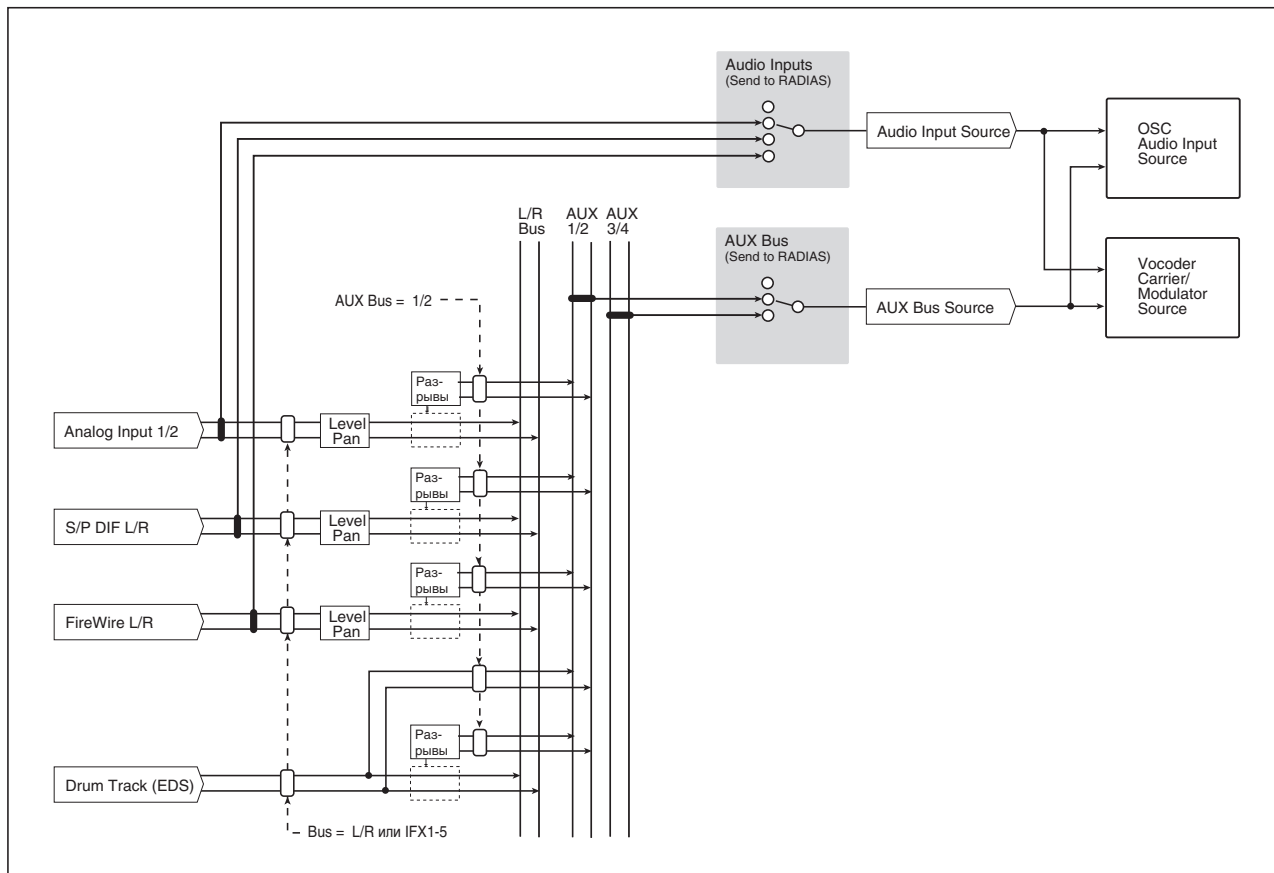 Audio Inputs
(Send to RADIAS)
Audio Input Source
OSC
Audio Input
Source
L/R
Bus
AUX
1/2
AUX
3/4
AUX Bus
(Send to RADIAS)
AUX Bus Source
Vocoder
Carrier/
Modulator
Source
AUX Bus = 1/2
Раз-
рывы
Analog Input 1/2
Level
Pan
Раз-
рывы
S/P DIF L/R
Level
Pan
Раз-
рывы
FireWire L/R
Level
Pan
Раз-
рывы
Drum Track (EDS)
Bus = L/R или IFX1-5